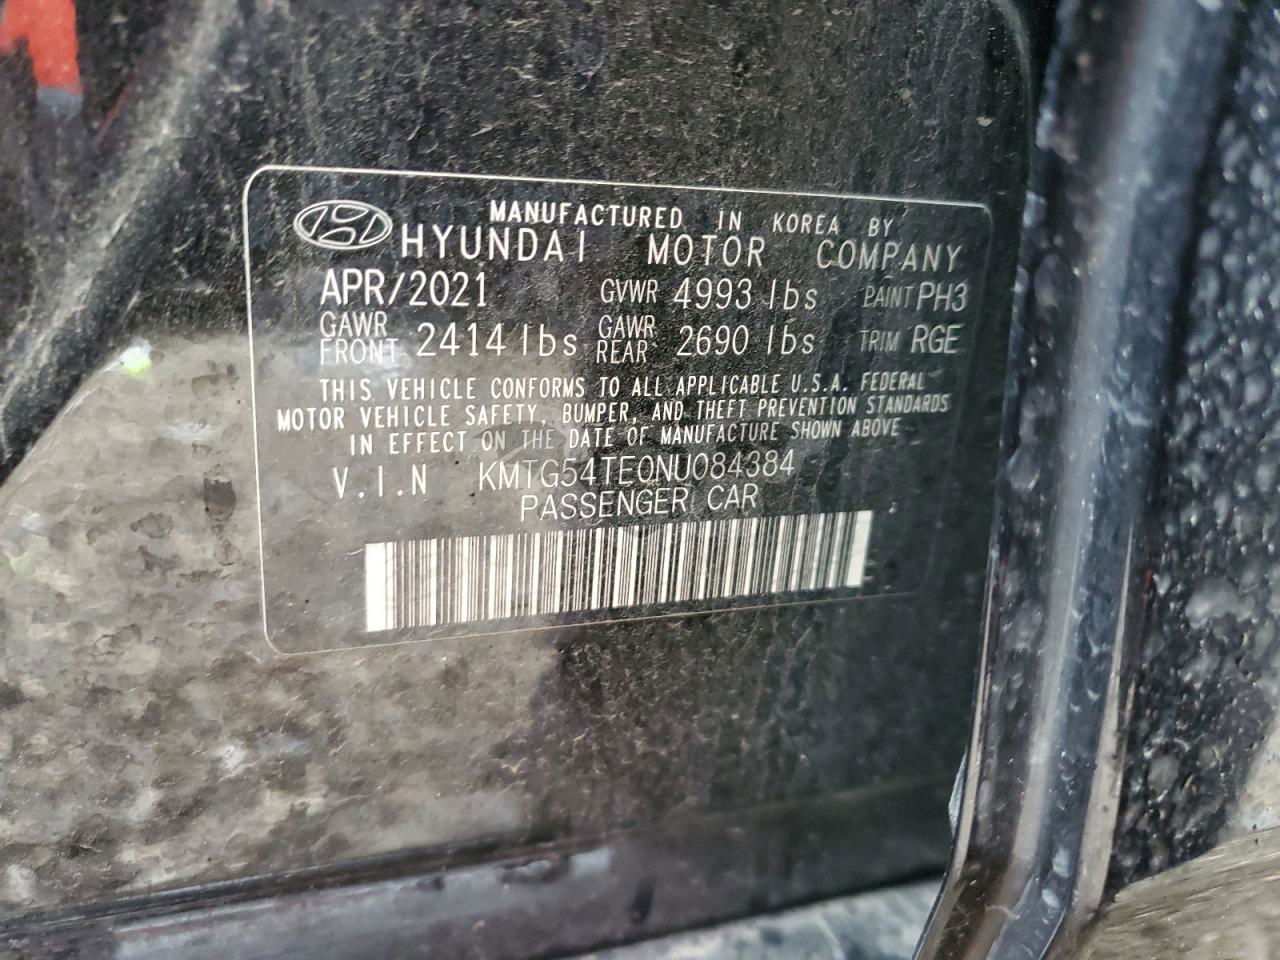 MANUFACTURED IN KOREA BY
HYUNDAI MOTOR COMPANY
APR/2021 GVWR 4993 lbs PAINT PH3
GAWR FRONT 2414 lbs GAWR REAR 2690 lbs TRIM RGE
THIS VEHICLE CONFORMS TO ALL APPLICABLE U.S.A. FEDERAL
MOTOR VEHICLE SAFETY, BUMPER, AND THEFT PREVENTION STANDARDS
IN EFFECT ON THE DATE OF MANUFACTURE SHOWN ABOVE
V.I.N KMTG54TE0NU084384
PASSENGER CAR